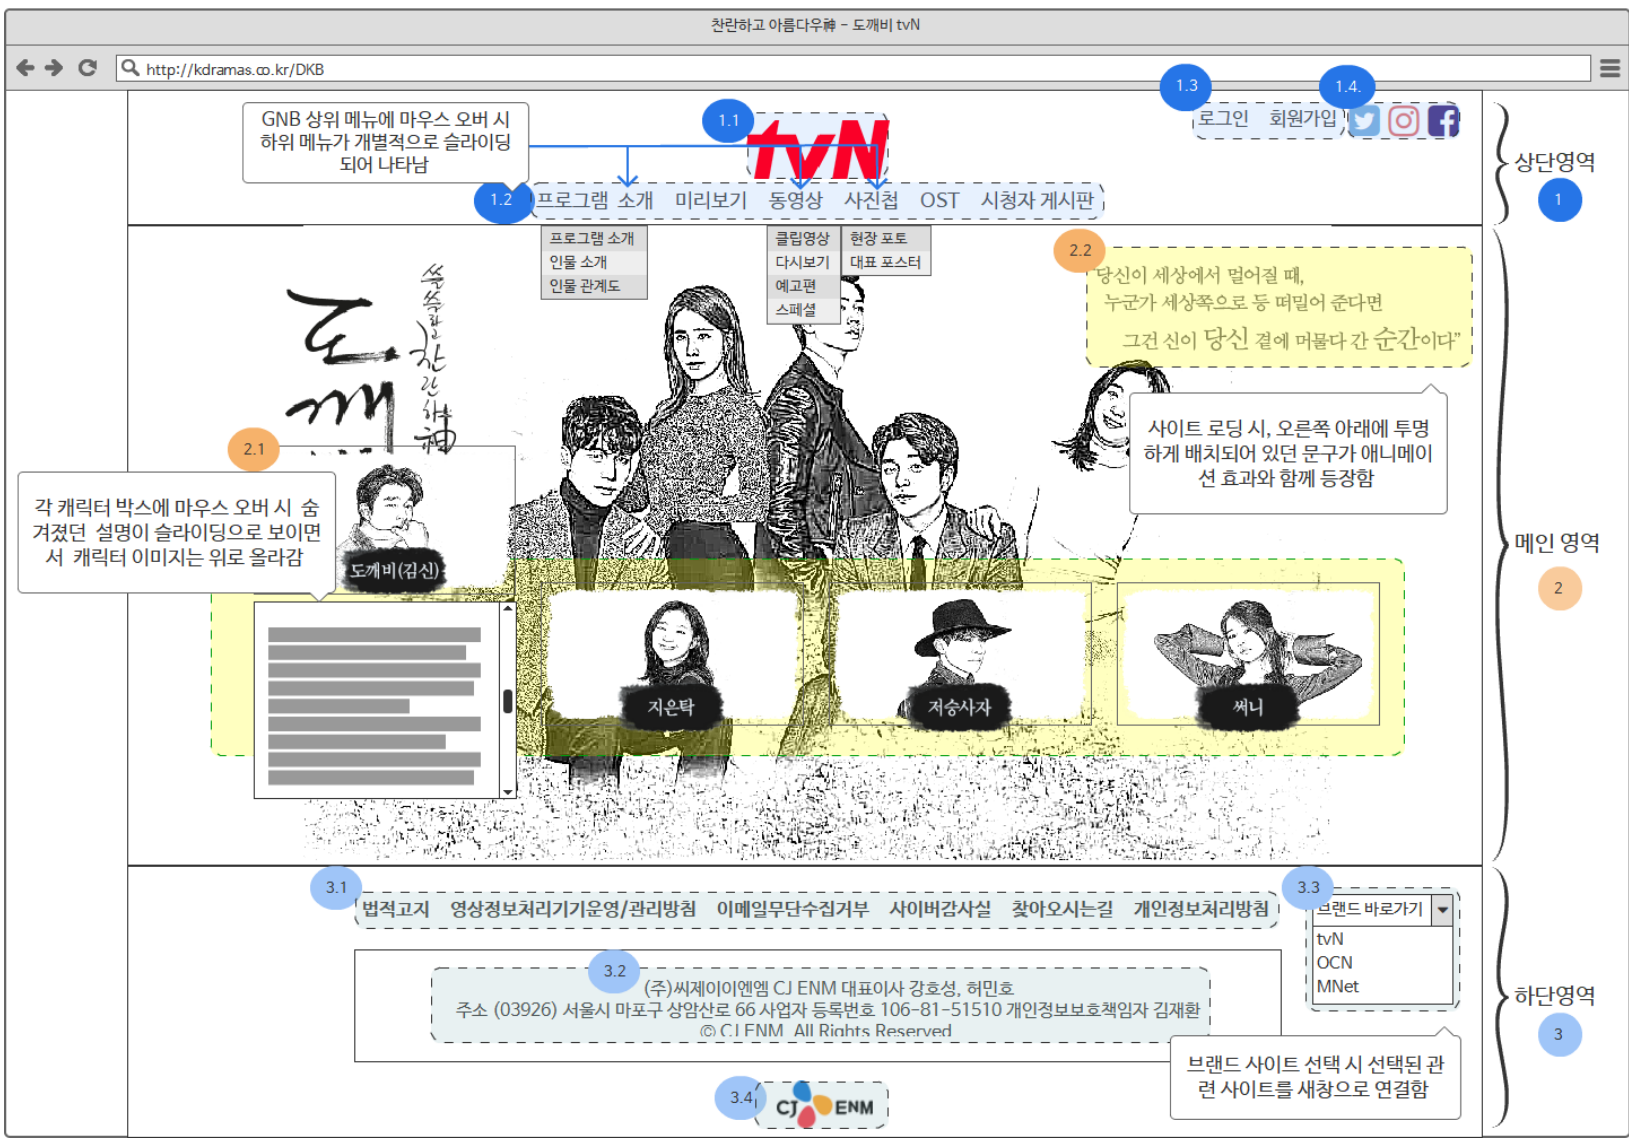 찬란하고 아름다우神 - 도깨비 tvN
http://kdramas.co.kr/DKB
GNB 상위 메뉴에 마우스 오버 시
하위 메뉴가 개별적으로 슬라이딩
되어 나타남
1.1
tvN
1.3
로그인 회원가입
1.4.
상단영역
1
1.2
프로그램 소개 미리보기 동영상 사진첩 OST 시청자 게시판
프로그램 소개
인물 소개
인물 관계도
클립영상
다시보기
예고편
스페셜
현장 포토
대표 포스터
2.2
당신이 세상에서 멀어질 때,
누군가 세상쪽으로 등 떠밀어 준다면
그건 신이 당신 곁에 머물다 간 순간이다”
쓸쓸하고 찬란하神
도깨
사이트 로딩 시, 오른쪽 아래에 투명
하게 배치되어 있던 문구가 애니메이
션 효과와 함께 등장함
2.1
각 캐릭터 박스에 마우스 오버 시 숨
겨졌던 설명이 슬라이딩으로 보이면
서 캐릭터 이미지는 위로 올라감
도깨비(김신)
지은탁
저승사자
써니
메인 영역
2
3.1
법적고지 영상정보처리기기운영/관리방침 이메일무단수집거부 사이버감사실 찾아오시는길 개인정보처리방침
3.2
(주)씨제이이엔엠 CJ ENM 대표이사 강호성, 허민호
주소 (03926) 서울시 마포구 상암산로 66 사업자 등록번호 106-81-51510 개인정보보호책임자 김재환
© CJ ENM. All Rights Reserved
3.3
브랜드 바로가기
tvN
OCN
MNet
브랜드 사이트 선택 시 선택된 관
련 사이트를 새창으로 연결함
하단영역
3
3.4
CJ ENM